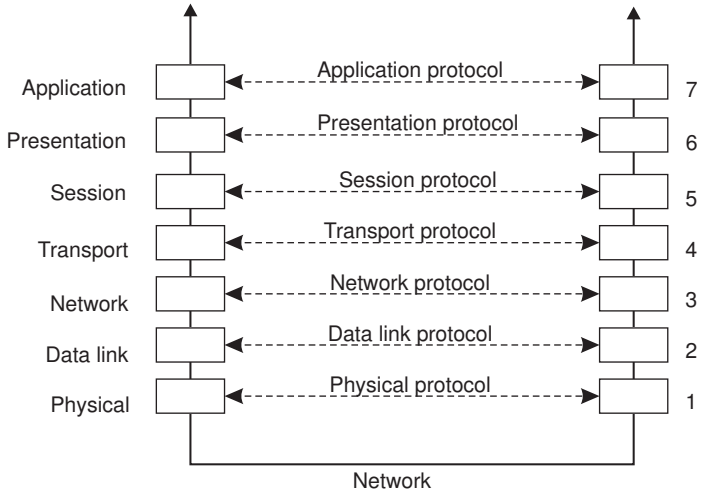 Application Application protocol 7
Presentation Presentation protocol 6
Session Session protocol 5
Transport Transport protocol 4
Network Network protocol 3
Data link Data link protocol 2
Physical Physical protocol 1
Network